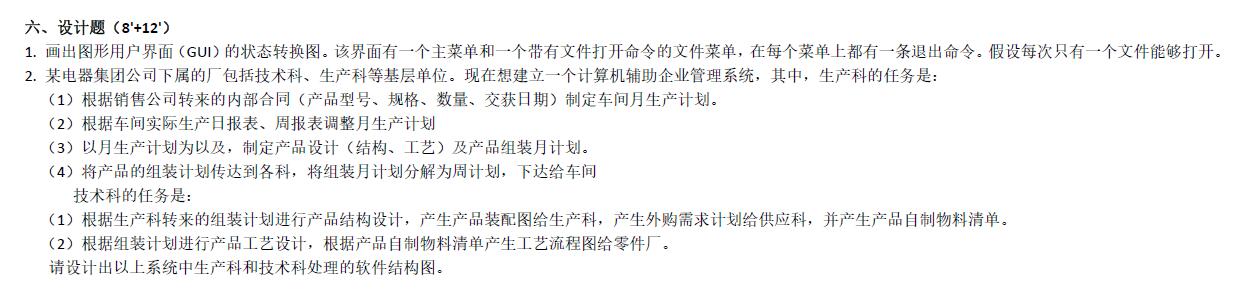 六、设计题（8'+12'）
1. 画出图形用户界面（GUI）的状态转换图。该界面有一个主菜单和一个带有文件打开命令的文件菜单，在每个菜单上都有一条退出命令。假设每次只有一个文件能够打开。
2. 某电器集团公司下属的厂包括技术科、生产科等基层单位。现在想建立一个计算机辅助企业管理系统，其中，生产科的任务是：
（1）根据销售公司转来的内部合同（产品型号、规格、数量、交获日期）制定车间月生产计划。
（2）根据车间实际生产日报表、周报表调整月生产计划
（3）以月生产计划为以及，制定产品设计（结构、工艺）及产品组装月计划。
（4）将产品的组装计划传达到各科，将组装月计划分解为周计划，下达给车间
技术科的任务是：
（1）根据生产科转来的组装计划进行产品结构设计，产生产品装配图给生产科，产生外购需求计划给供应科，并产生产品自制物料清单。
（2）根据组装计划进行产品工艺设计，根据产品自制物料清单产生工艺流程图给零件厂。
请设计出以上系统中生产科和技术科处理的软件结构图。